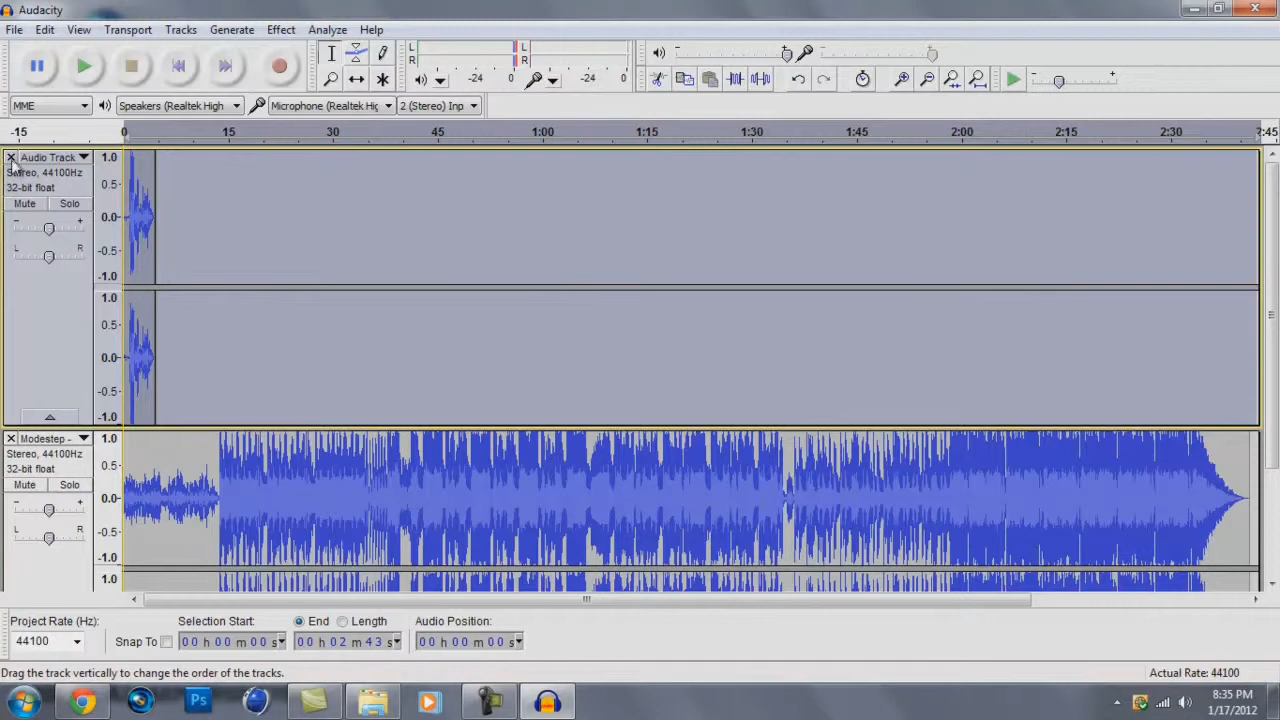 Audacity
File Edit View Transport Tracks Generate Effect Analyze Help
L R -24 0 L R -24 0
MME Speakers (Realtek High Microphone (Realtek Hig 2 (Stereo) Inp
-15 0 15 30 45 1:00 1:15 1:30 1:45 2:00 2:15 2:30 2:45
Audio Track
Stereo, 44100Hz
32-bit float
Mute Solo
- +
L R
1.0
0.5
0.0
-0.5
-1.0
1.0
0.5
0.0
-0.5
-1.0
Modestep -
Stereo, 44100Hz
32-bit float
Mute Solo
- +
L R
1.0
0.5
0.0
-0.5
-1.0
1.0
Project Rate (Hz): Selection Start: End Length Audio Position:
44100 Snap To 00 h 00 m 00 s 00 h 02 m 43 s 00 h 00 m 00 s
Drag the track vertically to change the order of the tracks. Actual Rate: 44100
Ps
8:35 PM
1/17/2012